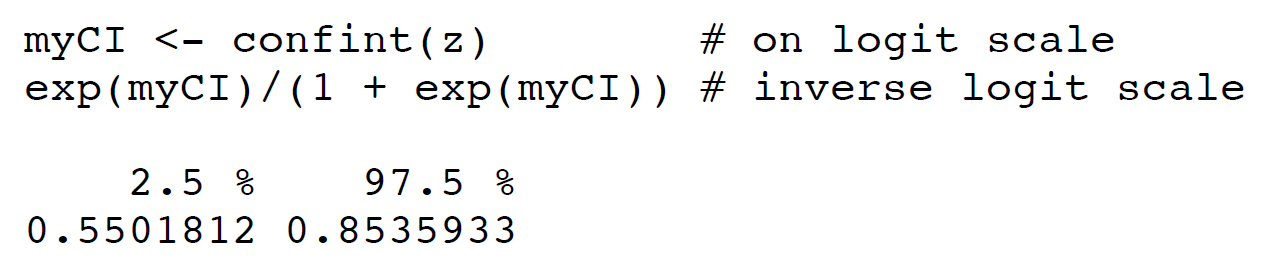 myCI <- confint(z)          # on logit scale
exp(myCI)/(1 + exp(myCI)) # inverse logit scale
2.5 %    97.5 %
0.5501812 0.8535933